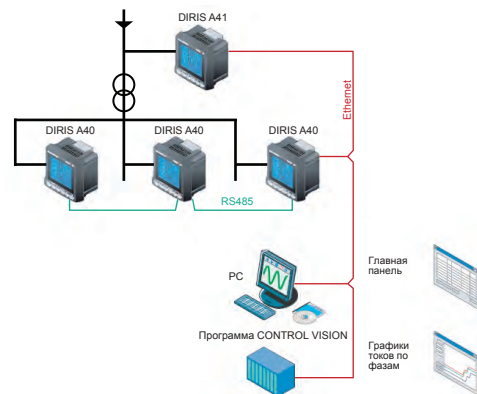 DIRIS A41
Ethernet
DIRIS A40
DIRIS A40
DIRIS A40
RS485
PC
Главная
панель
Программа CONTROL VISION
Графики
токов по
фазам